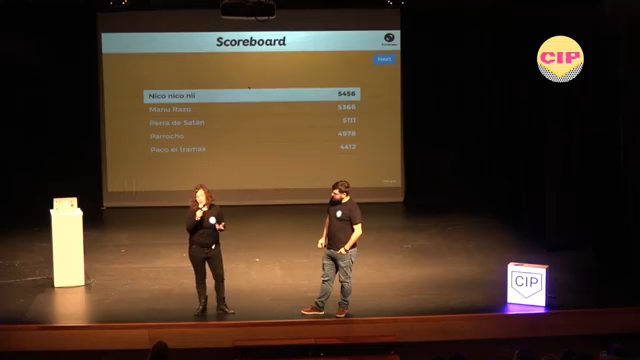 Scoreboard
Next
Nico nico nii 5456
Manu Razo 5366
Perra de Satán 5111
Parrocho 4978
Paco el tramas 4413
CIP
CIP